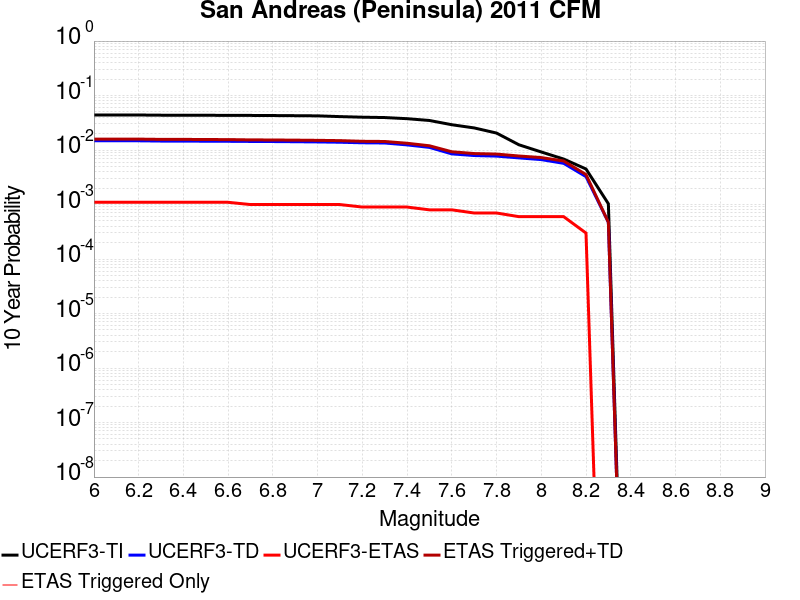 San Andreas (Peninsula) 2011 CFM
10^0
10^-1
10^-2
10^-3
10^-4
10^-5
10^-6
10^-7
10^-8
10 Year Probability
6 6.2 6.4 6.6 6.8 7 7.2 7.4 7.6 7.8 8 8.2 8.4 8.6 8.8 9
Magnitude
UCERF3-TI UCERF3-TD UCERF3-ETAS ETAS Triggered+TD
ETAS Triggered Only